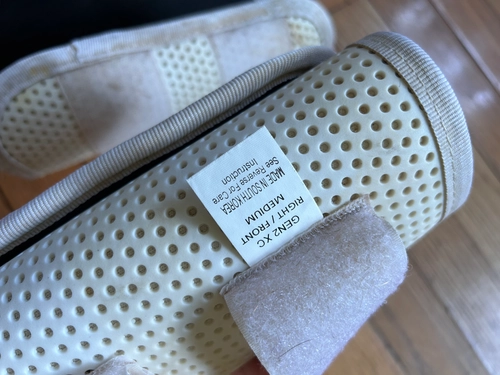 GEN2 XC
RIGHT / FRONT
MEDIUM
MADE IN SOUTH KOREA
See Reverse For Care
Instruction